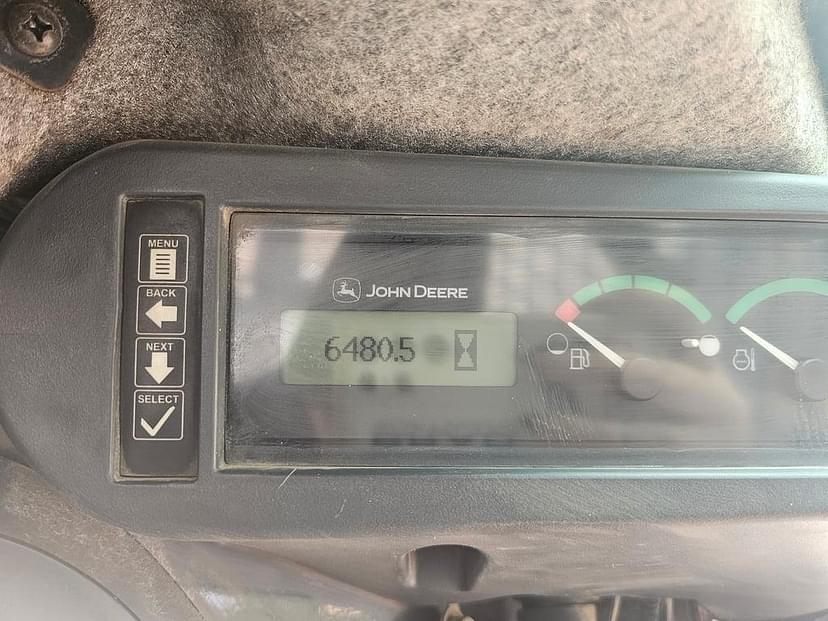 MENU
BACK
NEXT
SELECT
JOHN DEERE
6480.5